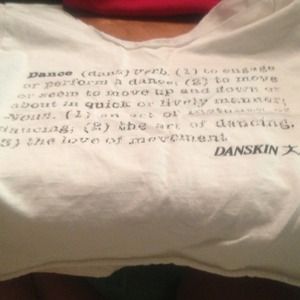 Dance (dans) verb. (1) to engage
or perform a dance; (2) to move
or seem to move up and down or
about in quick or lively manner;
-Noun. (1) an act of
dancing; (2) the art of dancing,
3) the love of movement
DANSKIN